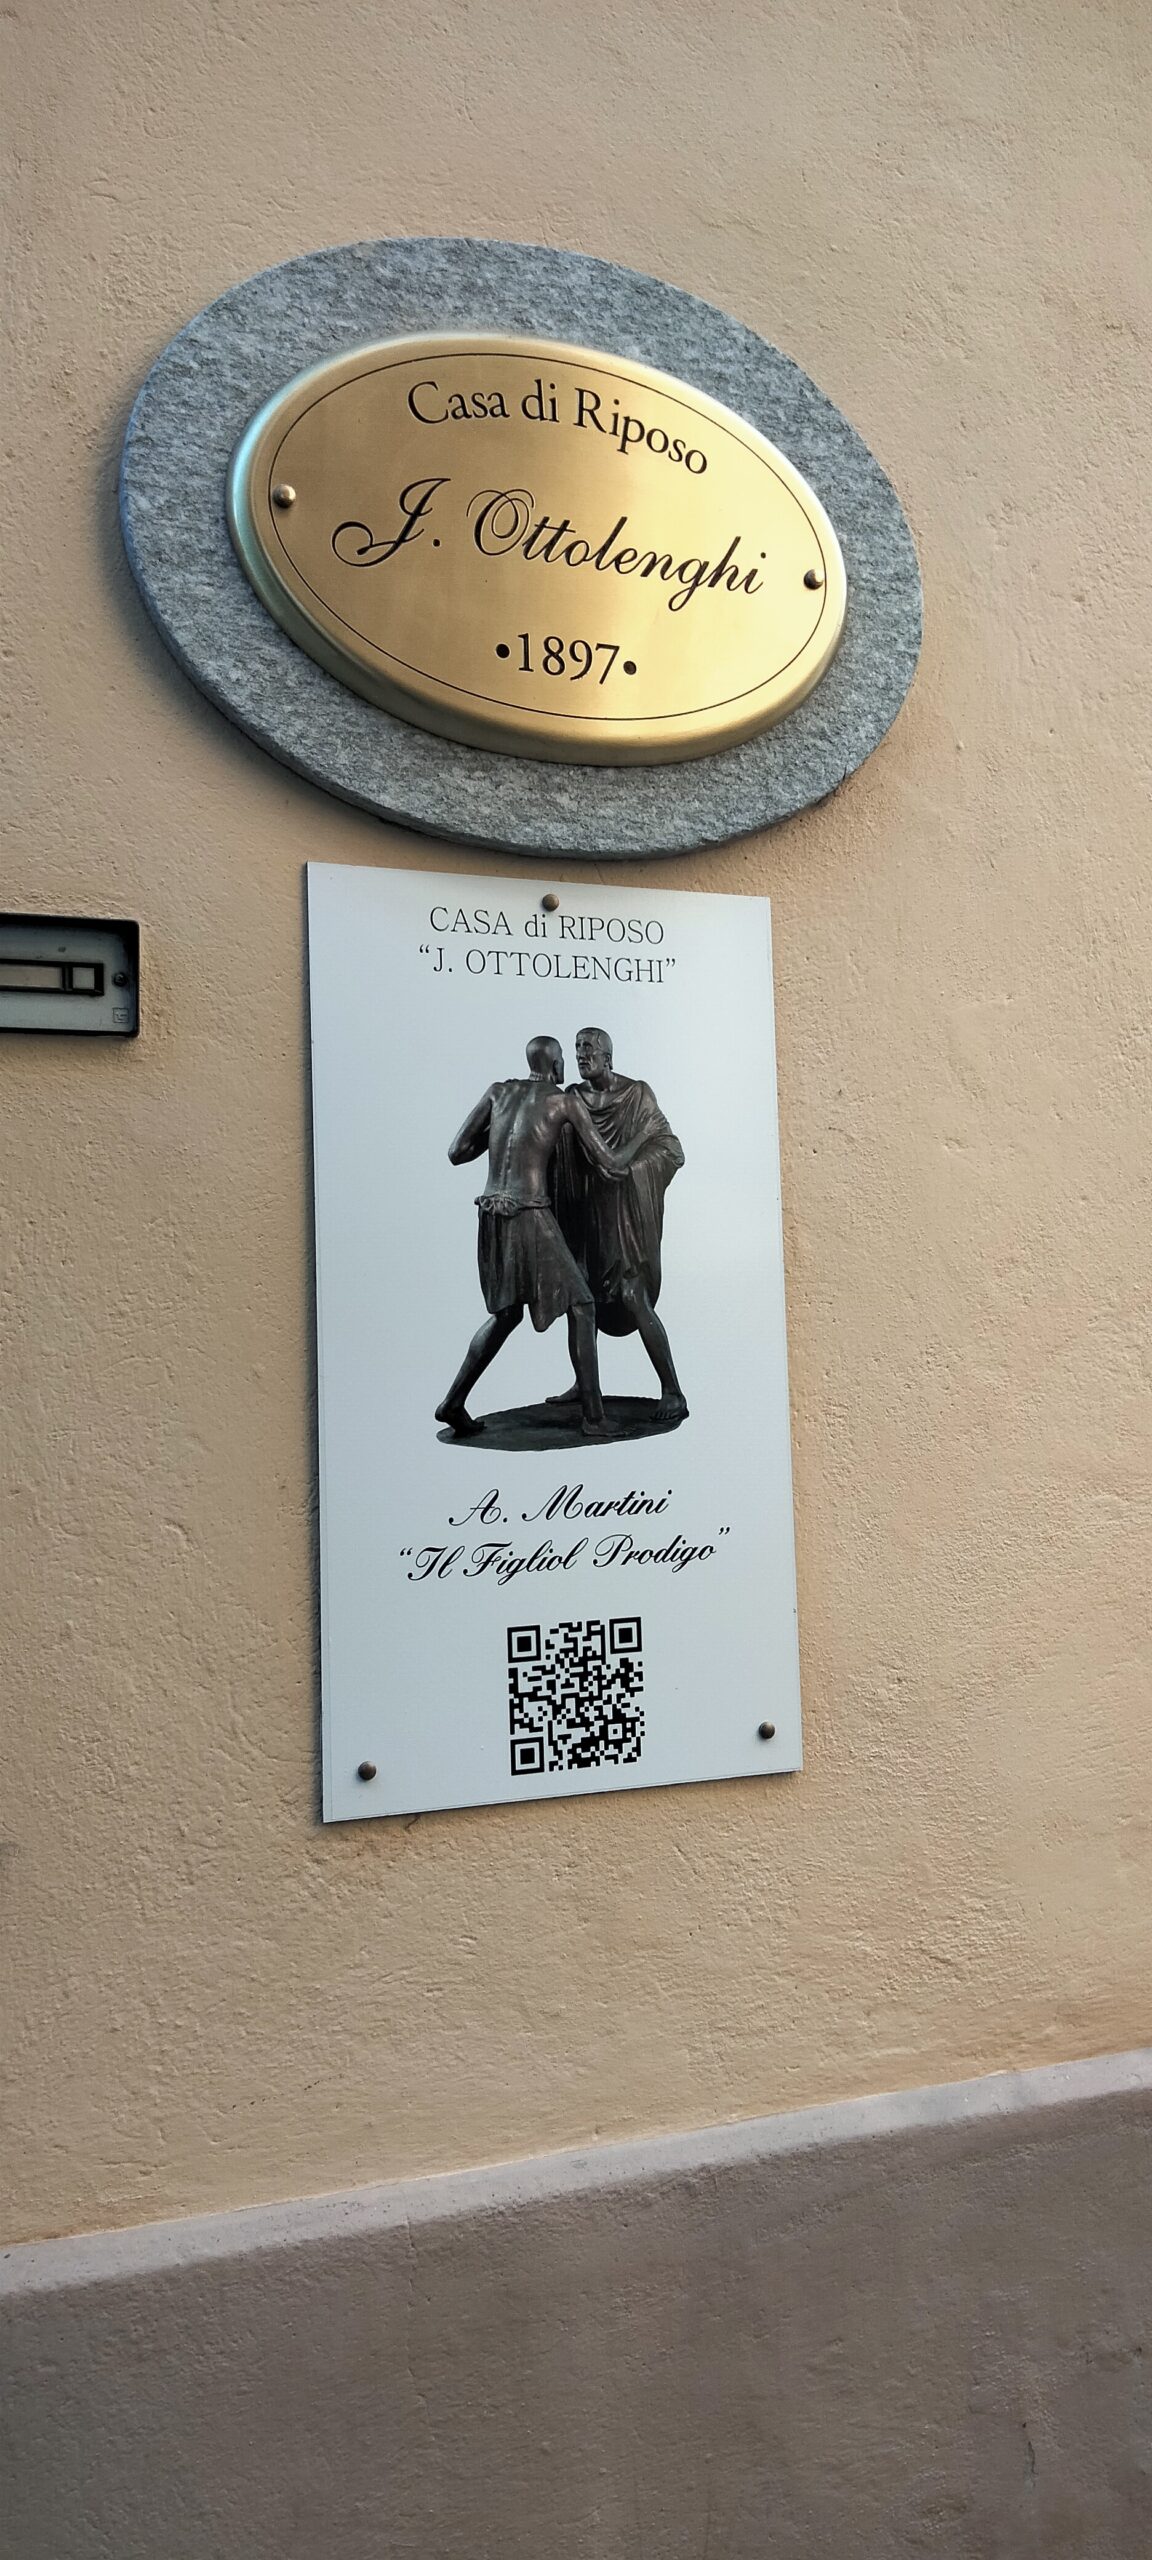 Casa di Riposo
J. Ottolenghi
•1897•
CASA di RIPOSO
“J. OTTOLENGHI”
A. Martini
“Il Figliol Prodigo”